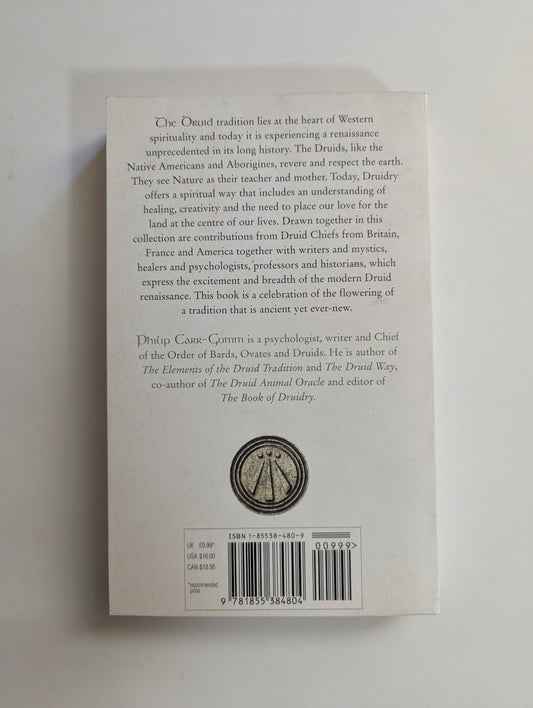 The Druid tradition lies at the heart of Western
spirituality and today it is experiencing a renaissance
unprecedented in its long history. The Druids, like the
Native Americans and Aborigines, revere and respect the earth.
They see Nature as their teacher and mother. Today, Druidry
offers a spiritual way that includes an understanding of
healing, creativity and the need to place our love for the
land at the centre of our lives. Drawn together in this
collection are contributions from Druid Chiefs from Britain,
France and America together with writers and mystics,
healers and psychologists, professors and historians, which
express the excitement and breadth of the modern Druid
renaissance. This book is a celebration of the flowering of
a tradition that is ancient yet ever-new.
Philip Carr-Gomm is a psychologist, writer and Chief
of the Order of Bards, Ovates and Druids. He is author of
The Elements of the Druid Tradition and The Druid Way,
co-author of The Druid Animal Oracle and editor of
The Book of Druidry.
ISBN 1-85538-480-9
UK £9.99*
USA $16.00
CAN $18.95
*recommended
price
00999>
9 781855 384804